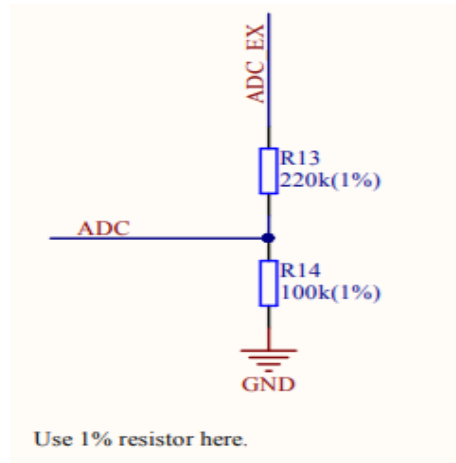 ADC EX
R13
220k(1%)
ADC
R14
100k(1%)
GND
Use 1% resistor here.